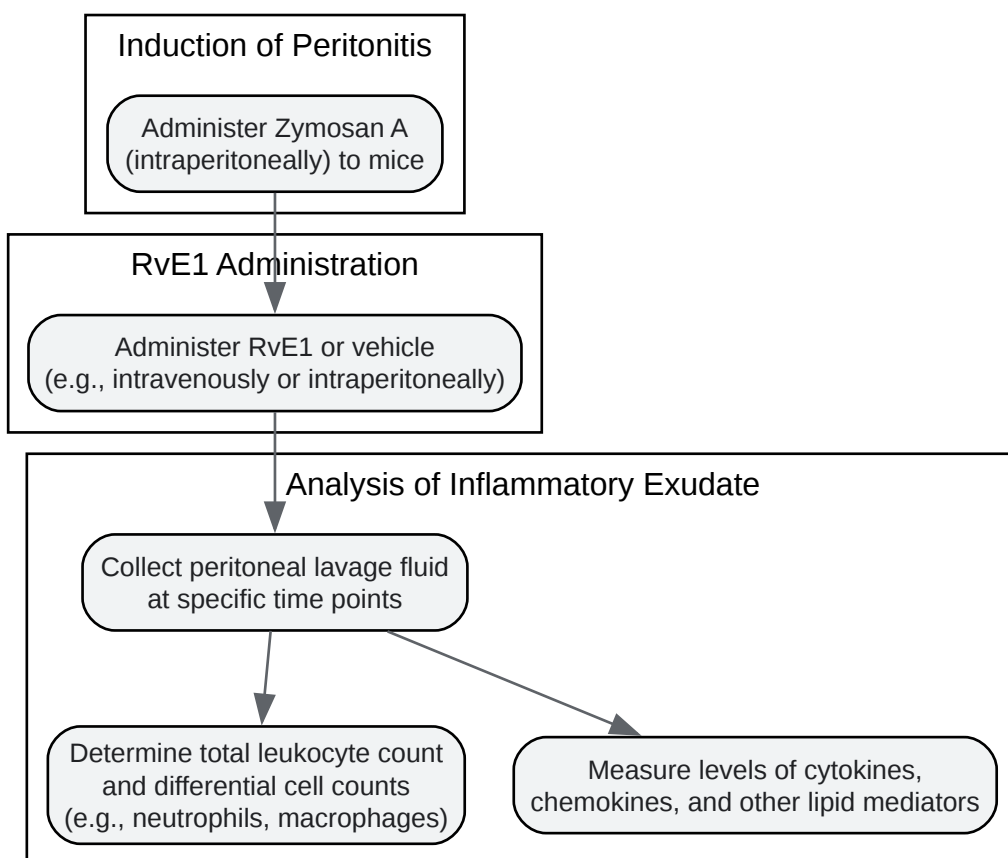 Induction of Peritonitis
Administer Zymosan A
(intraperitoneally) to mice
RvE1 Administration
Administer RvE1 or vehicle
(e.g., intravenously or intraperitoneally)
Analysis of Inflammatory Exudate
Collect peritoneal lavage fluid
at specific time points
Determine total leukocyte count
and differential cell counts
(e.g., neutrophils, macrophages)
Measure levels of cytokines,
chemokines, and other lipid mediators